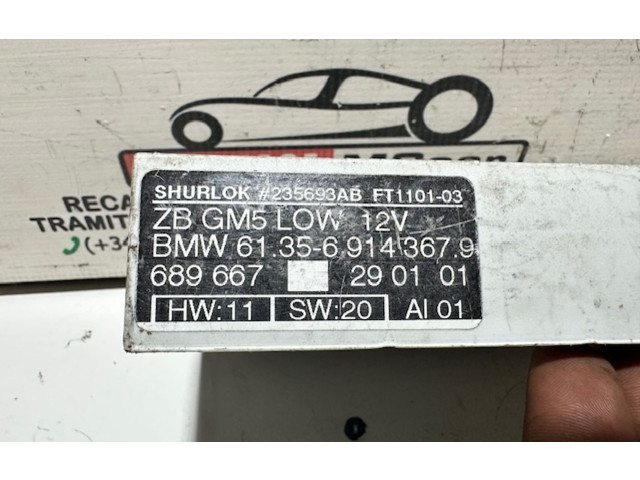 RECA
TRAMIT
(+34
SHURLOK #235693AB FT1101-03
ZB GM5 LOW 12V
BMW 61.35-6.914.367.9
689 667 29 01 01
HW:11 SW:20 AI 01